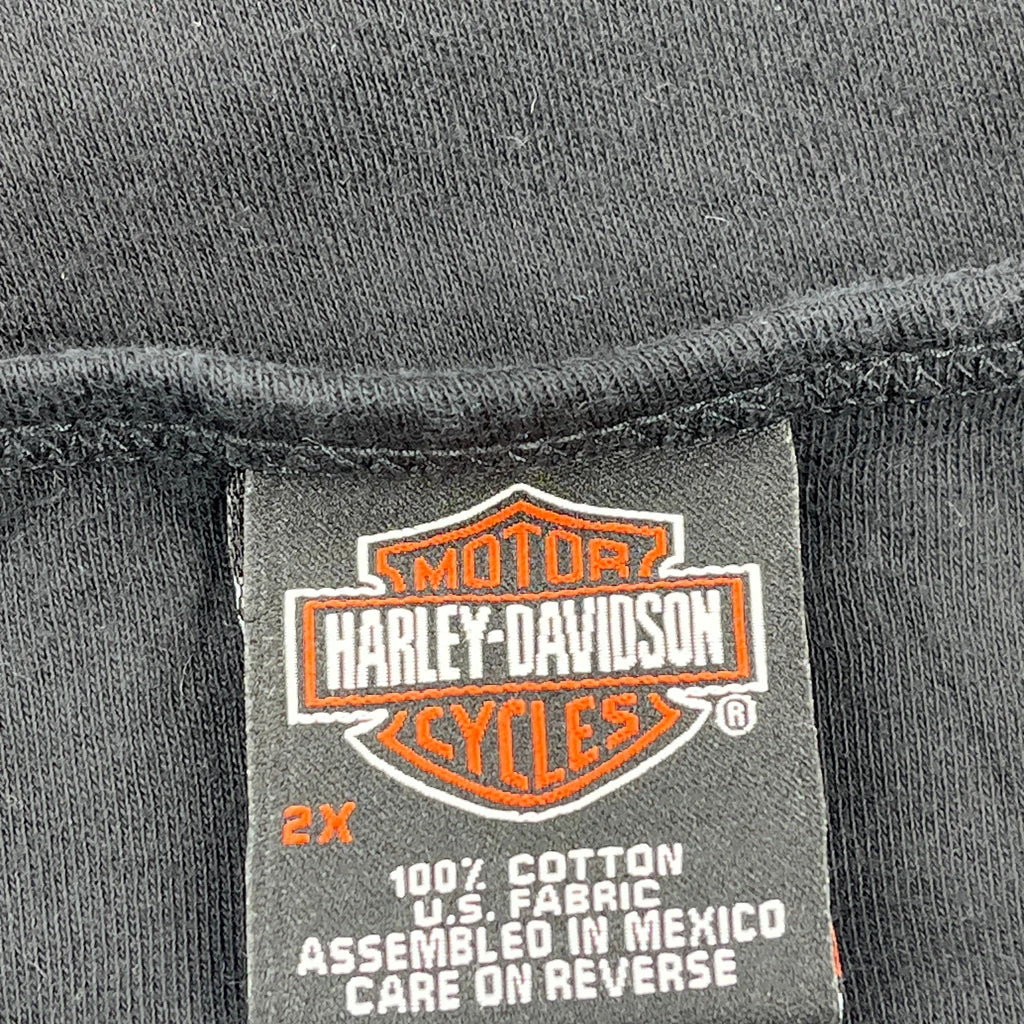 MOTOR
HARLEY-DAVIDSON
CYCLES
®
2X
100% COTTON
U.S. FABRIC
ASSEMBLED IN MEXICO
CARE ON REVERSE